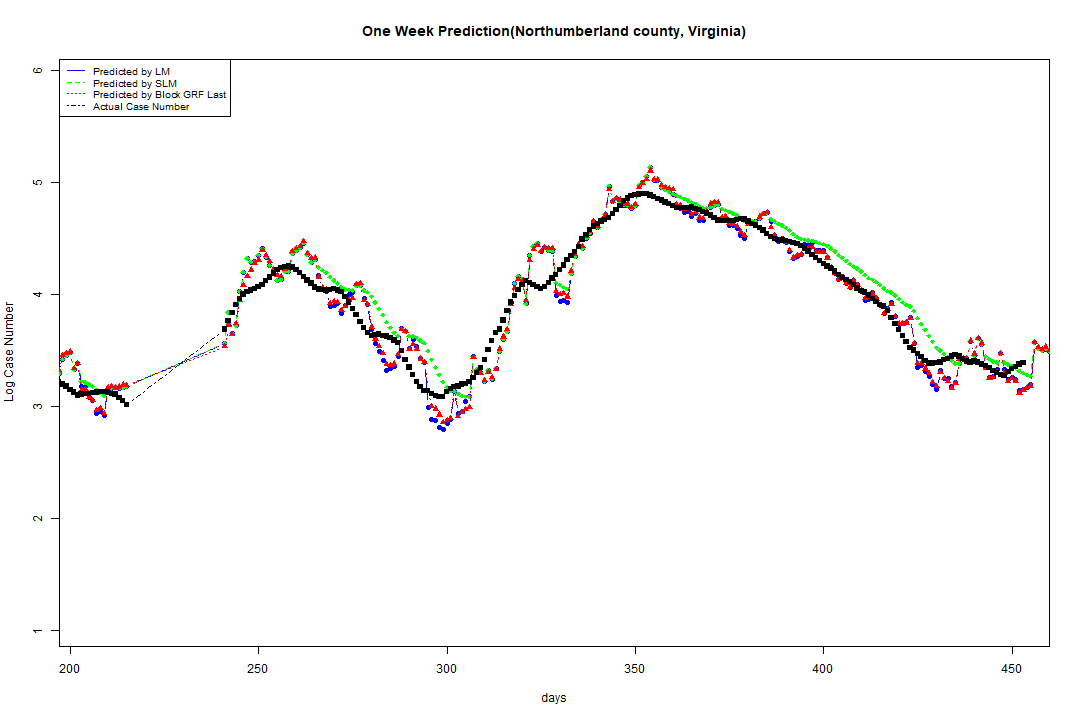 One Week Prediction(Northumberland county, Virginia)
Predicted by LM
Predicted by SLM
Predicted by Block GRF Last
Actual Case Number
6
5
4
3
2
1
Log Case Number
200 250 300 350 400 450
days